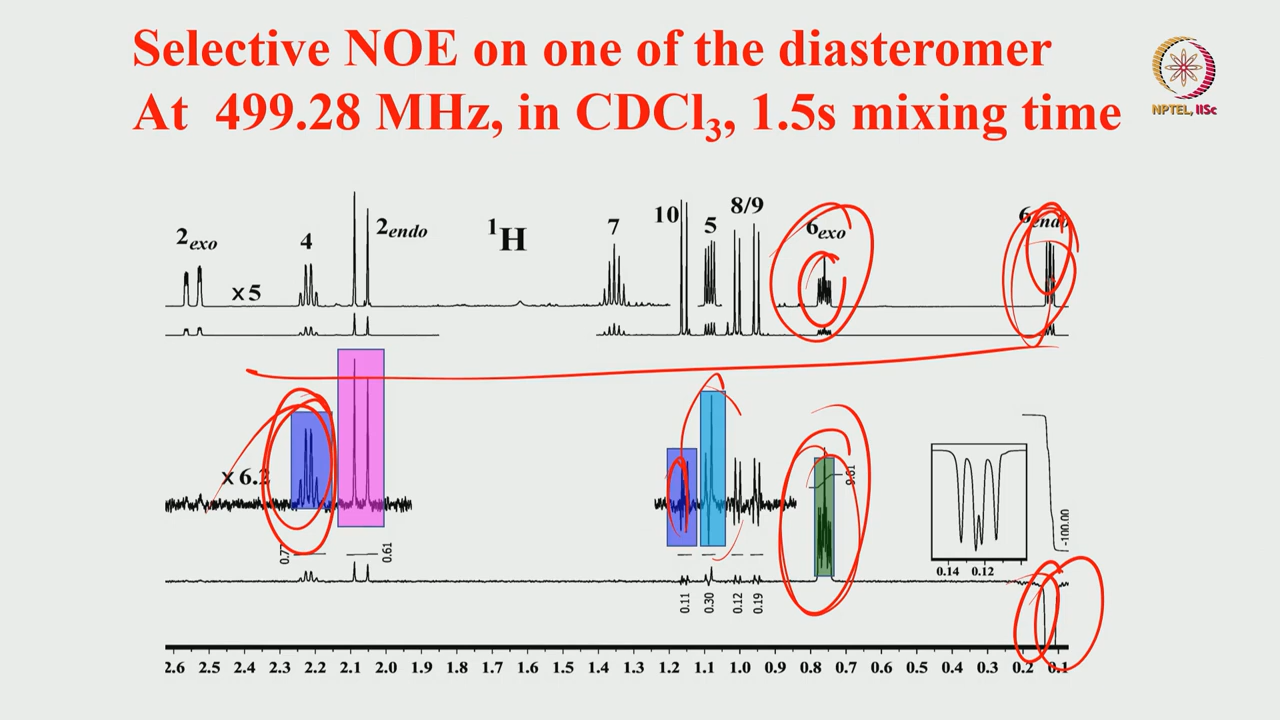 Selective NOE on one of the diasteromer
At 499.28 MHz, in CDCl3, 1.5s mixing time
NPTEL, IISc
2exo
4
2endo
1H
7
10
5
8/9
6exo
6endo
x5
x 6.2
0.77
0.61
0.11
0.30
0.12
0.19
9.61
-100.00
0.14 0.12
2.6 2.5 2.4 2.3 2.2 2.1 2.0 1.9 1.8 1.7 1.6 1.5 1.4 1.3 1.2 1.1 1.0 0.9 0.8 0.7 0.6 0.5 0.4 0.3 0.2 0.1